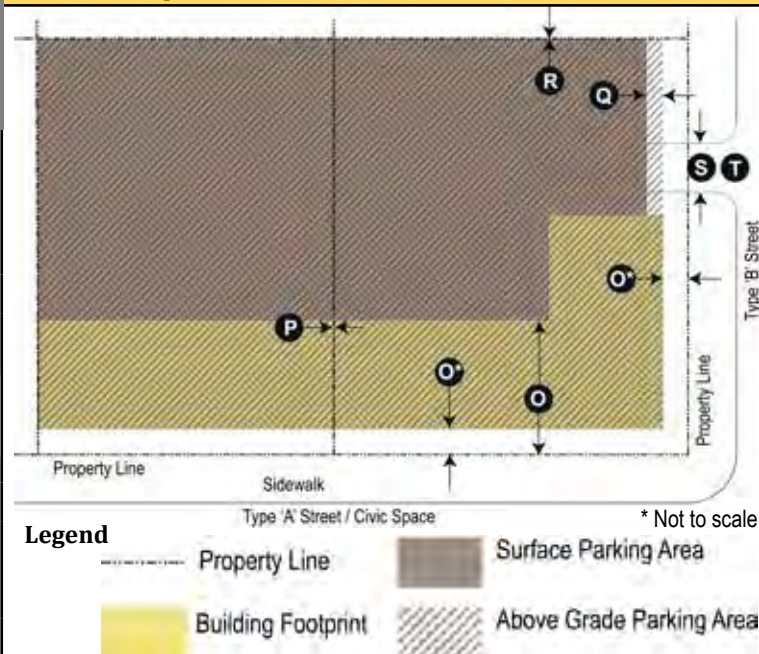 R
Q
S T
Type 'B' Street
O*
P
O*
O
Property Line
Property Line
Sidewalk
Type 'A' Street / Civic Space
* Not to scale
Legend
Property Line
Surface Parking Area
Building Footprint
Above Grade Parking Area